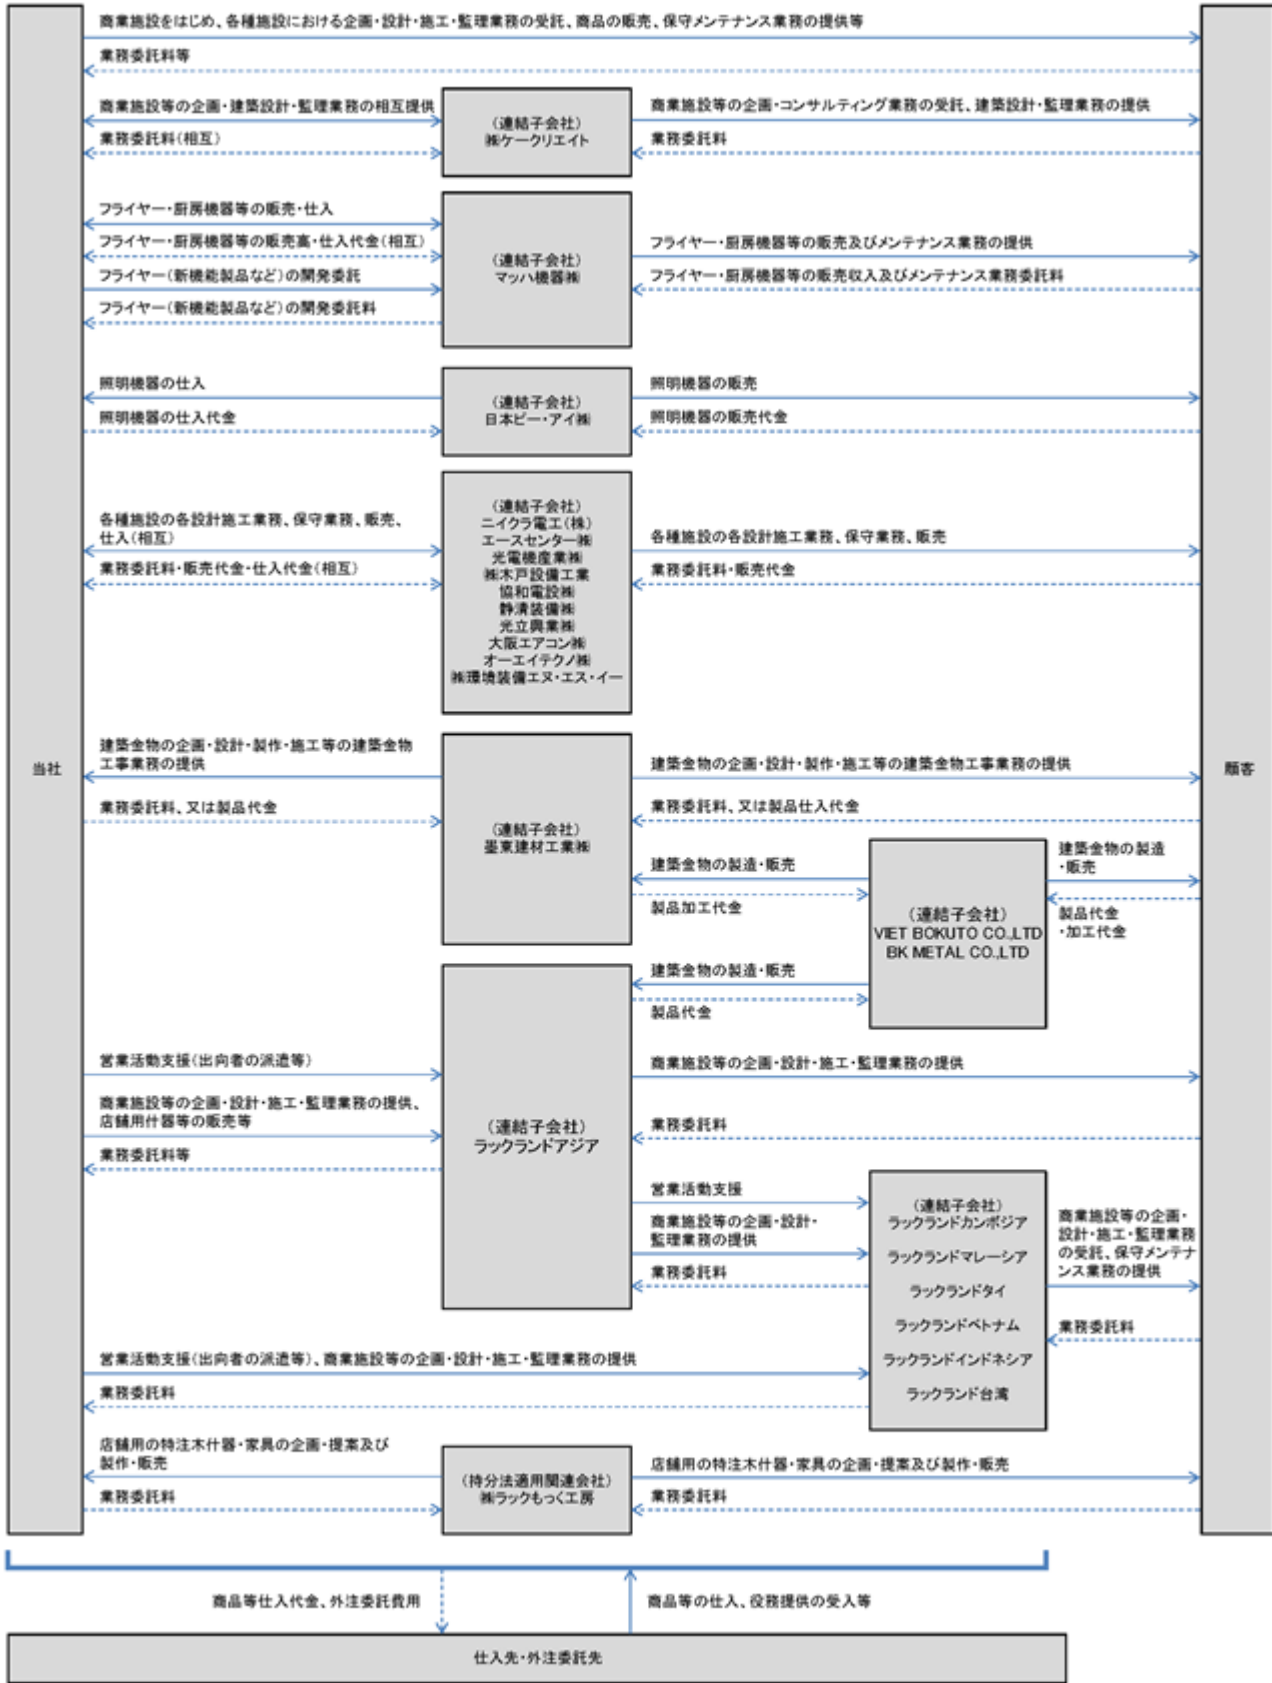 商業施設をはじめ、各種施設における企画・設計・施工・監理業務の受託、商品の販売、保守メンテナンス業務の提供等
業務委託料等
商業施設等の企画・建築設計・監理業務の相互提供
業務委託料(相互)
(連結子会社)
㈱ケークリエイト
商業施設等の企画・コンサルティング業務の受託、建築設計・監理業務の提供
業務委託料
フライヤー・厨房機器等の販売・仕入
フライヤー・厨房機器等の販売高・仕入代金(相互)
フライヤー(新機能製品など)の開発委託
フライヤー(新機能製品など)の開発委託料
(連結子会社)
マッハ機器㈱
フライヤー・厨房機器等の販売及びメンテナンス業務の提供
フライヤー・厨房機器等の販売収入及びメンテナンス業務委託料
照明機器の仕入
照明機器の仕入代金
(連結子会社)
日本ピー・アイ㈱
照明機器の販売
照明機器の販売代金
各種施設の各設計施工業務、保守業務、販売、
仕入(相互)
業務委託料・販売代金・仕入代金(相互)
(連結子会社)
ニイクラ電工(株)
エースセンター㈱
光電機産業㈱
㈱木戸設備工業
協和電設㈱
静清装備㈱
光立興業㈱
大阪エアコン㈱
オーエイテクノ㈱
㈱環境装備エヌ・エス・イー
各種施設の各設計施工業務、保守業務、販売
業務委託料・販売代金
当社
顧客
建築金物の企画・設計・製作・施工等の建築金物
工事業務の提供
業務委託料、又は製品代金
(連結子会社)
墨東建材工業㈱
建築金物の企画・設計・製作・施工等の建築金物工事業務の提供
業務委託料、又は製品仕入代金
建築金物の製造・販売
製品加工代金
(連結子会社)
VIET BOKUTO CO.,LTD
BK METAL CO.,LTD
建築金物の製造
・販売
製品代金
・加工代金
建築金物の製造・販売
製品代金
営業活動支援(出向者の派遣等)
商業施設等の企画・設計・施工・監理業務の提供、
店舗用什器等の販売等
業務委託料等
(連結子会社)
ラックランドアジア
商業施設等の企画・設計・施工・監理業務の提供
業務委託料
営業活動支援
商業施設等の企画・設計・
監理業務の提供
業務委託料
(連結子会社)
ラックランドカンボジア
ラックランドマレーシア
ラックランドタイ
ラックランドベトナム
ラックランドインドネシア
ラックランド台湾
商業施設等の企画・
設計・施工・監理業務
の受託、保守メンテナ
ンス業務の提供
業務委託料
営業活動支援(出向者の派遣等)、商業施設等の企画・設計・施工・監理業務の提供
業務委託料
店舗用の特注木什器・家具の企画・提案及び
製作・販売
業務委託料
(持分法適用関連会社)
㈱ラックもっく工房
店舗用の特注木什器・家具の企画・提案及び製作・販売
業務委託料
商品等仕入代金、外注委託費用
商品等の仕入、役務提供の受入等
仕入先・外注委託先